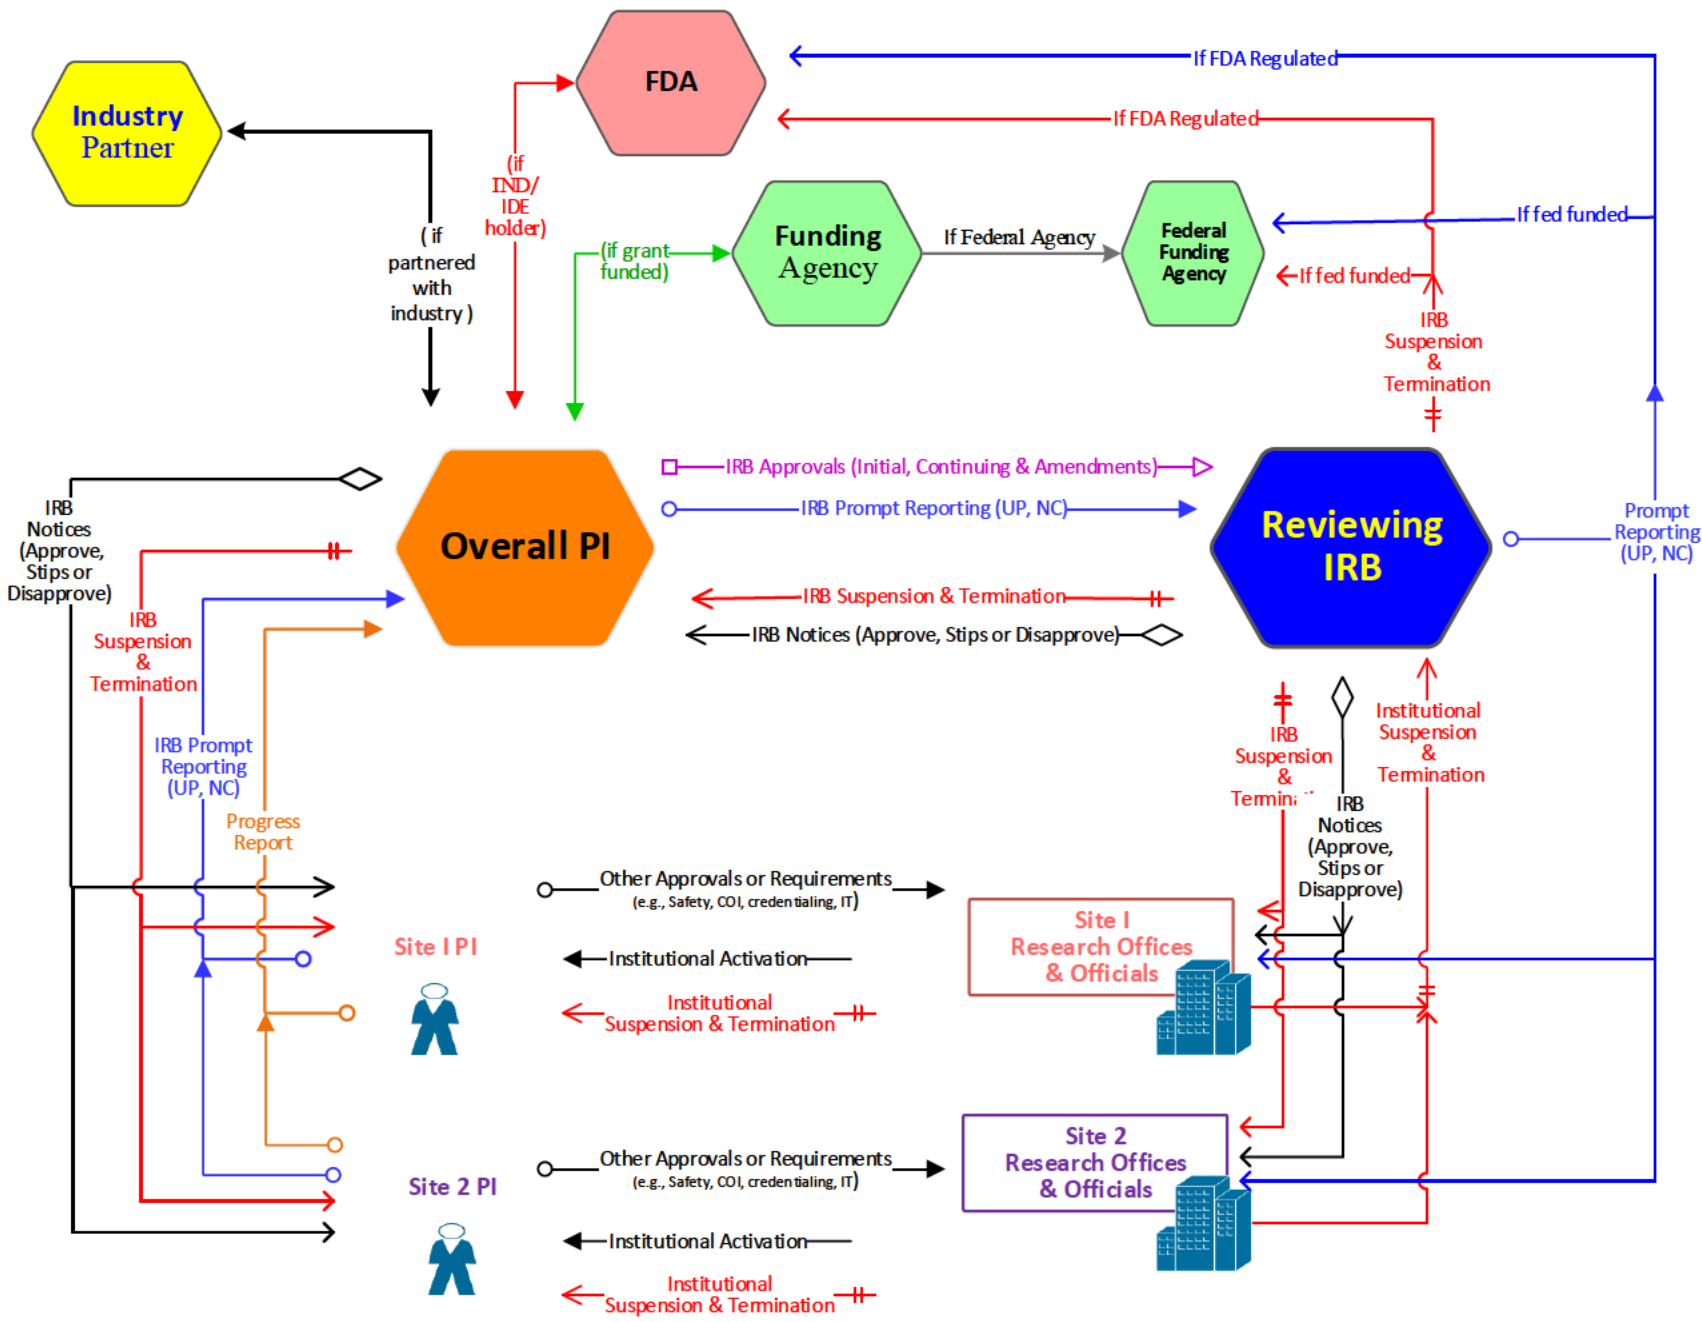 FDA
If FDA Regulated
Industry
Partner
If FDA Regulated
(if
IND/
IDE
holder)
( if
partnered
with
industry )
(if grant
funded)
Funding
Agency
If Federal Agency
Federal
Funding
Agency
If fed funded
If fed funded
IRB
Suspension
&
Termination
IRB Approvals (Initial, Continuing & Amendments)
IRB Prompt Reporting (UP, NC)
Overall PI
Reviewing
IRB
Prompt
Reporting
(UP, NC)
IRB Suspension & Termination
IRB Notices (Approve, Stips or Disapprove)
IRB
Notices
(Approve,
Stips or
Disapprove)
IRB
Suspension
&
Termination
IRB Prompt
Reporting
(UP, NC)
Progress
Report
IRB
Suspension
&
IRB
Notices
(Approve,
Stips or
Disapprove)
Institutional
Suspension
&
Termination
Other Approvals or Requirements
(e.g., Safety, COI, credentialing, IT)
Site I PI
Institutional Activation
Institutional
Suspension & Termination
Site I
Research Offices
& Officials
Other Approvals or Requirements
(e.g., Safety, COI, credentialing, IT)
Site 2 PI
Institutional Activation
Institutional
Suspension & Termination
Site 2
Research Offices
& Officials